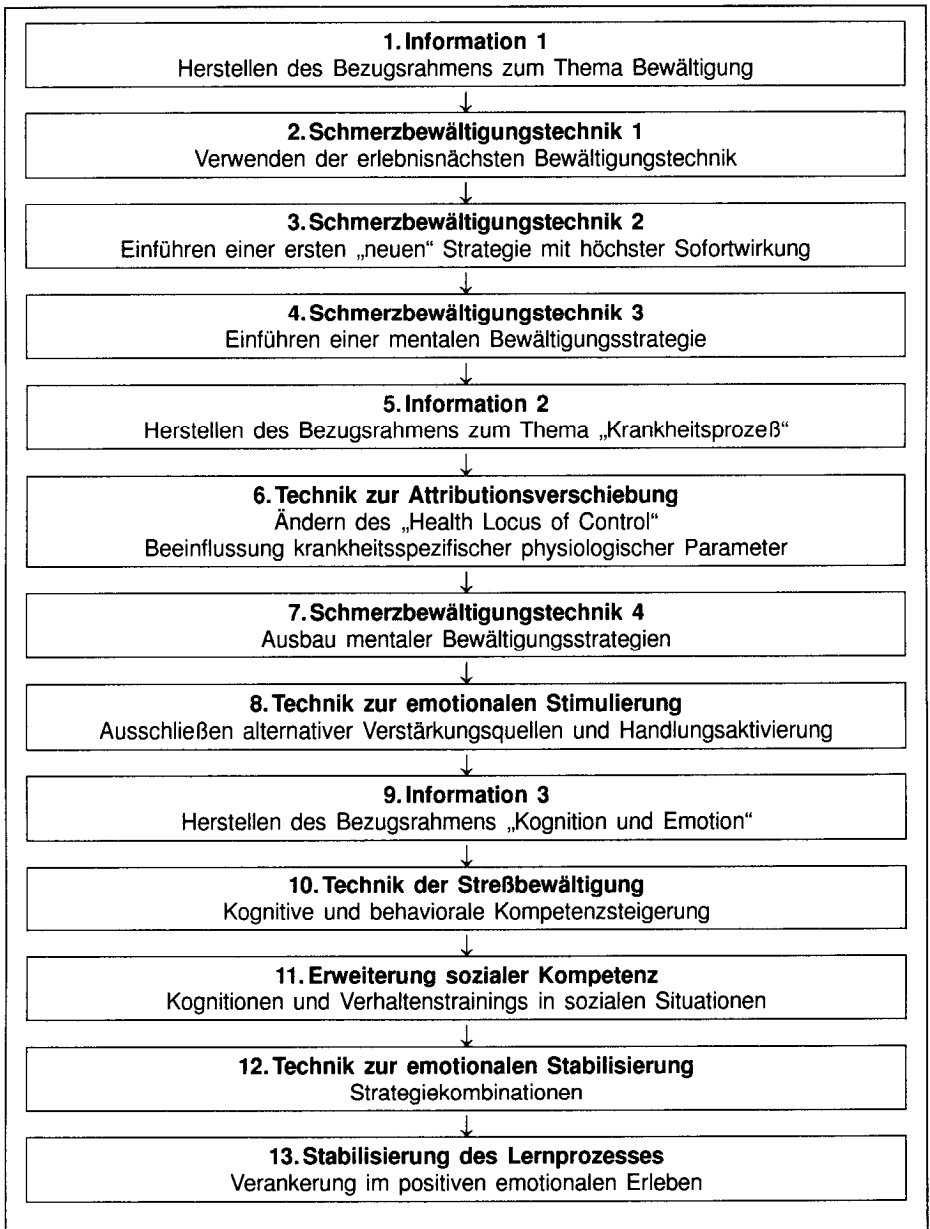 1. Information 1
Herstellen des Bezugsrahmens zum Thema Bewältigung
↓
2. Schmerzbewältigungstechnik 1
Verwenden der erlebnisnächsten Bewältigungstechnik
↓
3. Schmerzbewältigungstechnik 2
Einführen einer ersten „neuen“ Strategie mit höchster Sofortwirkung
↓
4. Schmerzbewältigungstechnik 3
Einführen einer mentalen Bewältigungsstrategie
↓
5. Information 2
Herstellen des Bezugsrahmens zum Thema „Krankheitsprozeß“
↓
6. Technik zur Attributionsverschiebung
Ändern des „Health Locus of Control“
Beeinflussung krankheitsspezifischer physiologischer Parameter
↓
7. Schmerzbewältigungstechnik 4
Ausbau mentaler Bewältigungsstrategien
↓
8. Technik zur emotionalen Stimulierung
Ausschließen alternativer Verstärkungsquellen und Handlungsaktivierung
↓
9. Information 3
Herstellen des Bezugsrahmens „Kognition und Emotion“
↓
10. Technik der Streßbewältigung
Kognitive und behaviorale Kompetenzsteigerung
↓
11. Erweiterung sozialer Kompetenz
Kognitionen und Verhaltenstrainings in sozialen Situationen
↓
12. Technik zur emotionalen Stabilisierung
Strategiekombinationen
↓
13. Stabilisierung des Lernprozesses
Verankerung im positiven emotionalen Erleben